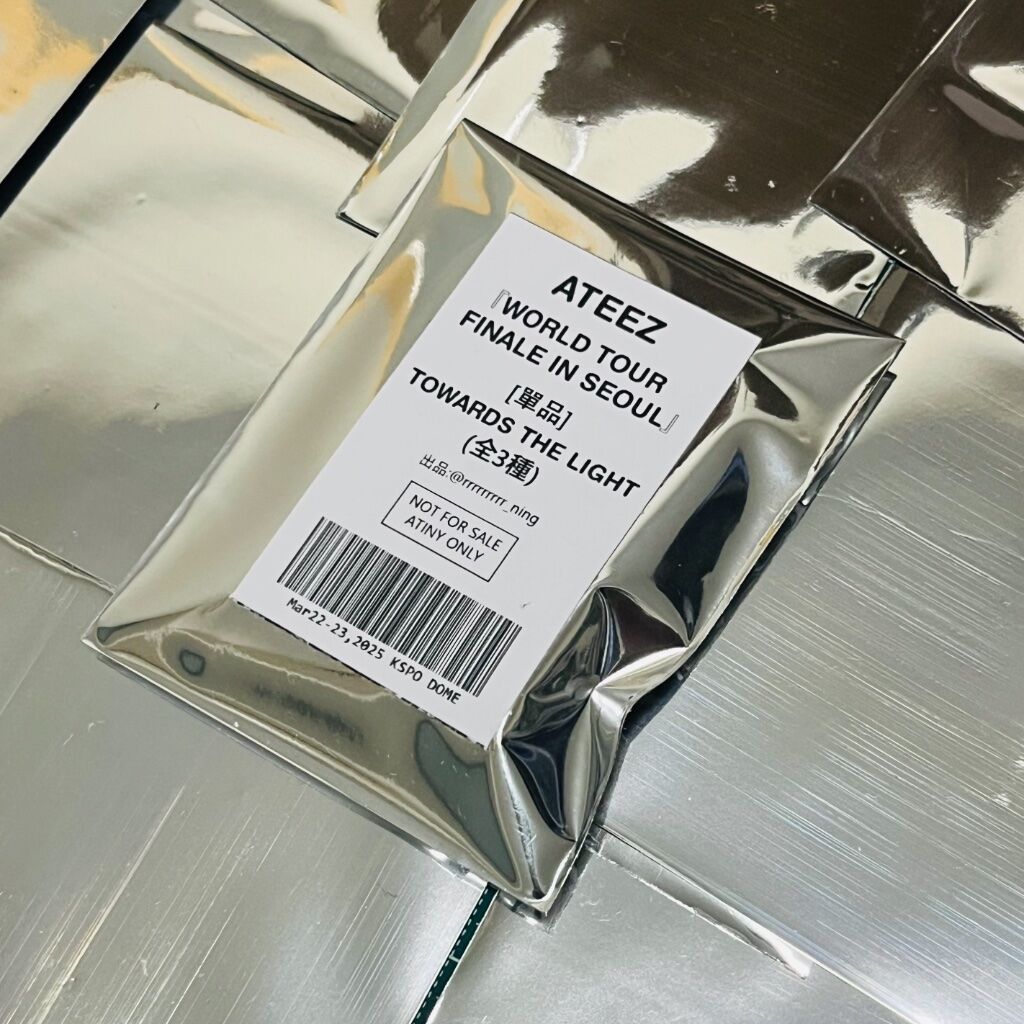 ATEEZ
『WORLD TOUR
FINALE IN SEOUL』
[單品]
TOWARDS THE LIGHT
(全3種)
出品:@rrrrrrrrr_ning
NOT FOR SALE
ATINY ONLY
Mar22-23,2025 KSPO DOME